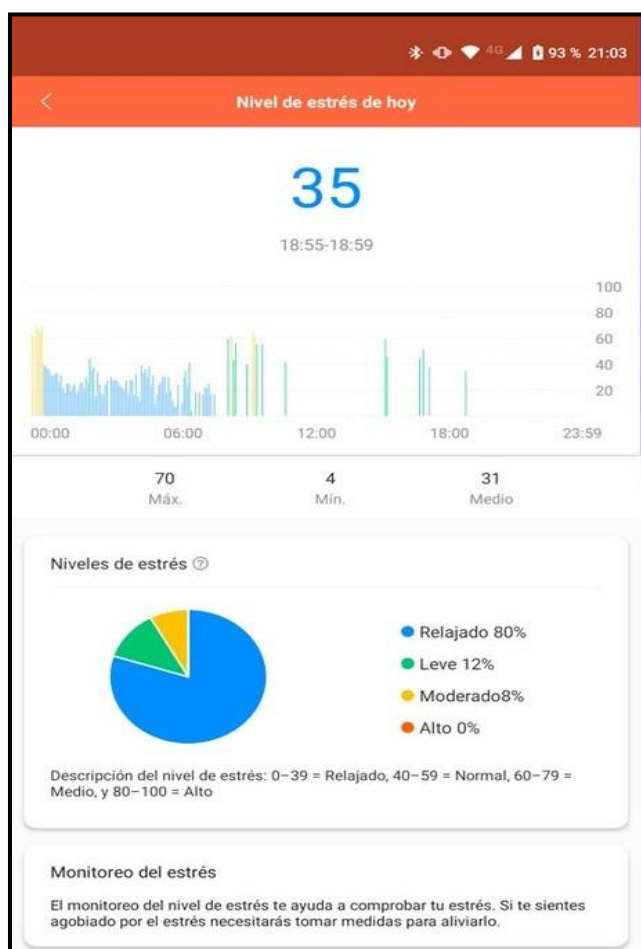 4G 93 % 21:03
Nivel de estrés de hoy
35
18:55-18:59
100
80
60
40
20
00:00 06:00 12:00 18:00 23:59
70 4 31
Máx. Mín. Medio
Niveles de estrés ?
Relajado 80%
Leve 12%
Moderado8%
Alto 0%
Descripción del nivel de estrés: 0–39 = Relajado, 40–59 = Normal, 60–79 =
Medio, y 80–100 = Alto
Monitoreo del estrés
El monitoreo del nivel de estrés te ayuda a comprobar tu estrés. Si te sientes
agobiado por el estrés necesitarás tomar medidas para aliviarlo.